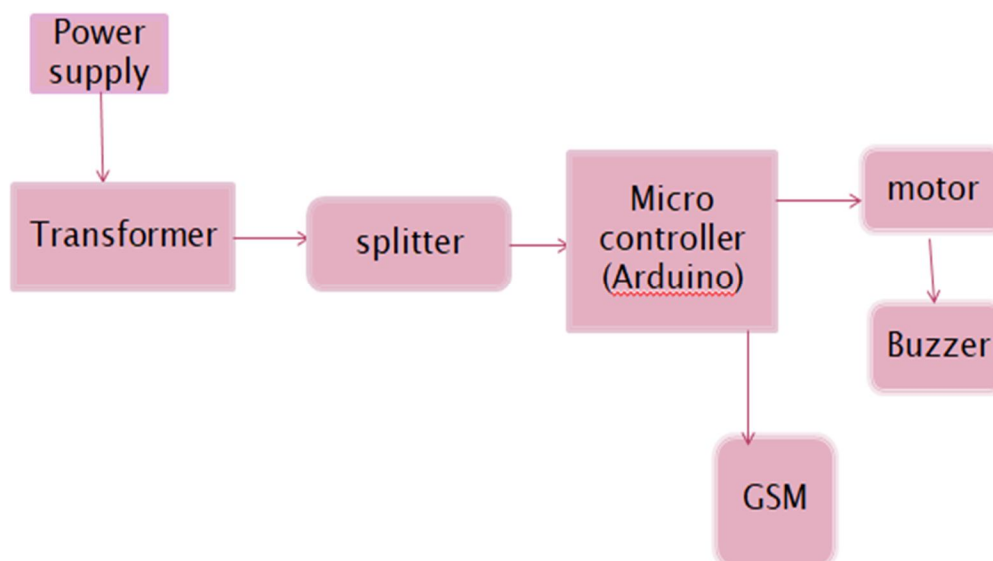 Power
supply
Transformer
splitter
Micro
controller
(Arduino)
motor
Buzzer
GSM